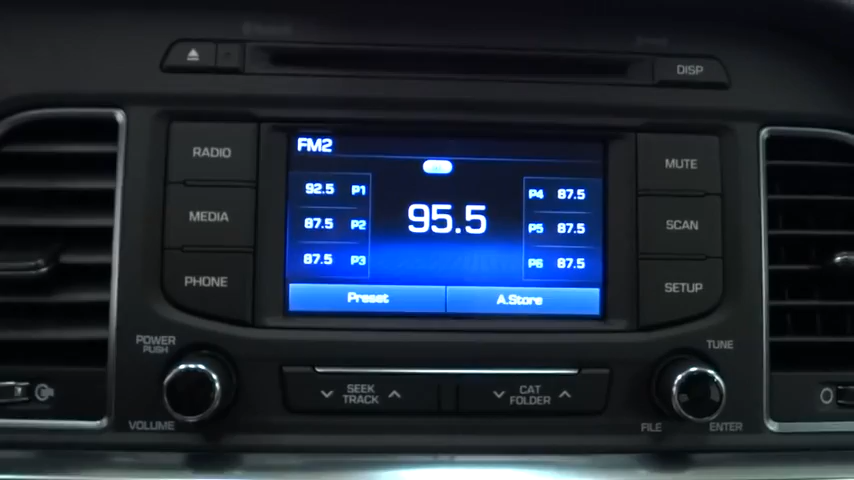 DISP
RADIO
MEDIA
PHONE
FM2
92.5 P1
87.5 P2
87.5 P3
95.5
P4 87.5
P5 87.5
P6 87.5
Preset
A.Store
MUTE
SCAN
SETUP
POWER
PUSH
VOLUME
SEEK
TRACK
CAT
FOLDER
TUNE
FILE
ENTER